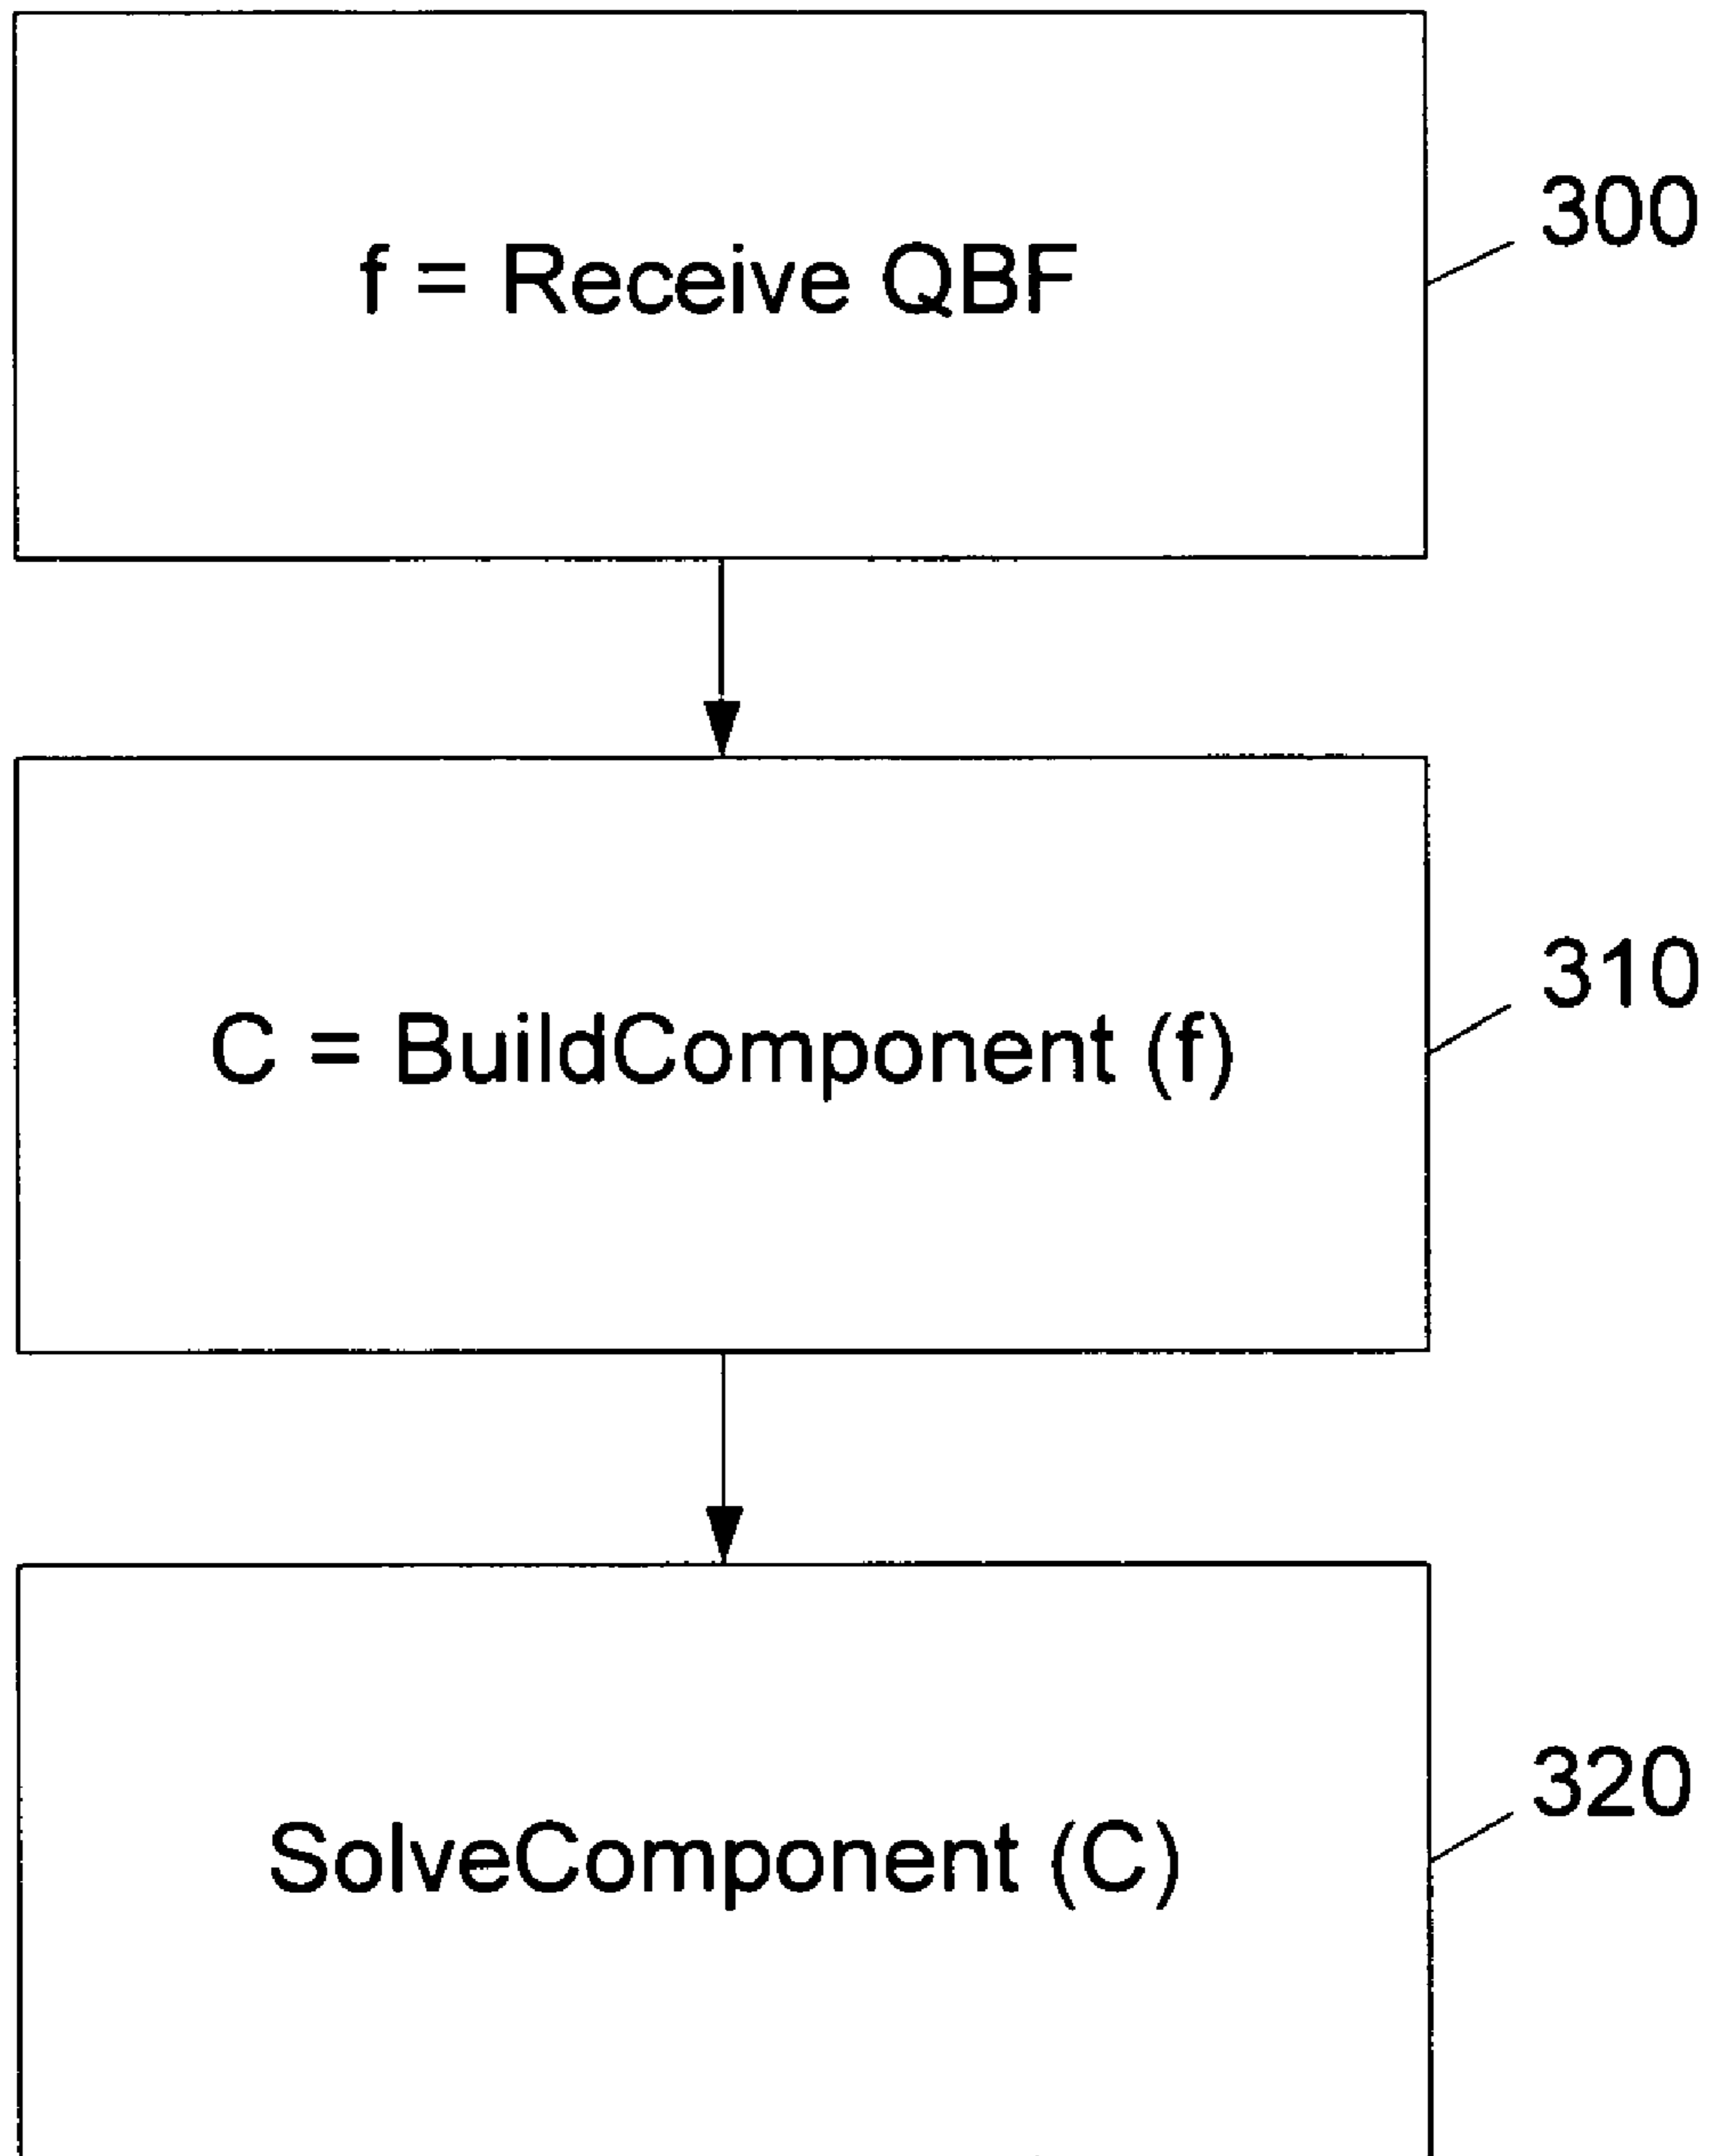 f = Receive QBF
300
C = BuildComponent (f)
310
SolveComponent (C)
320